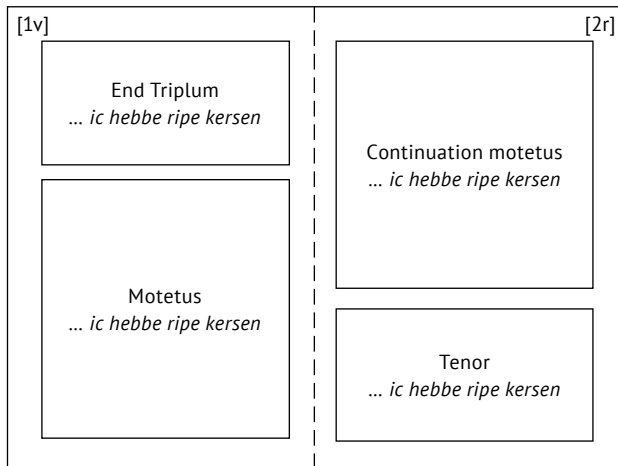 [1v]
End Triplum
... ic hebbe ripe kersen
Motetus
... ic hebbe ripe kersen
[2r]
Continuation motetus
... ic hebbe ripe kersen
Tenor
... ic hebbe ripe kersen